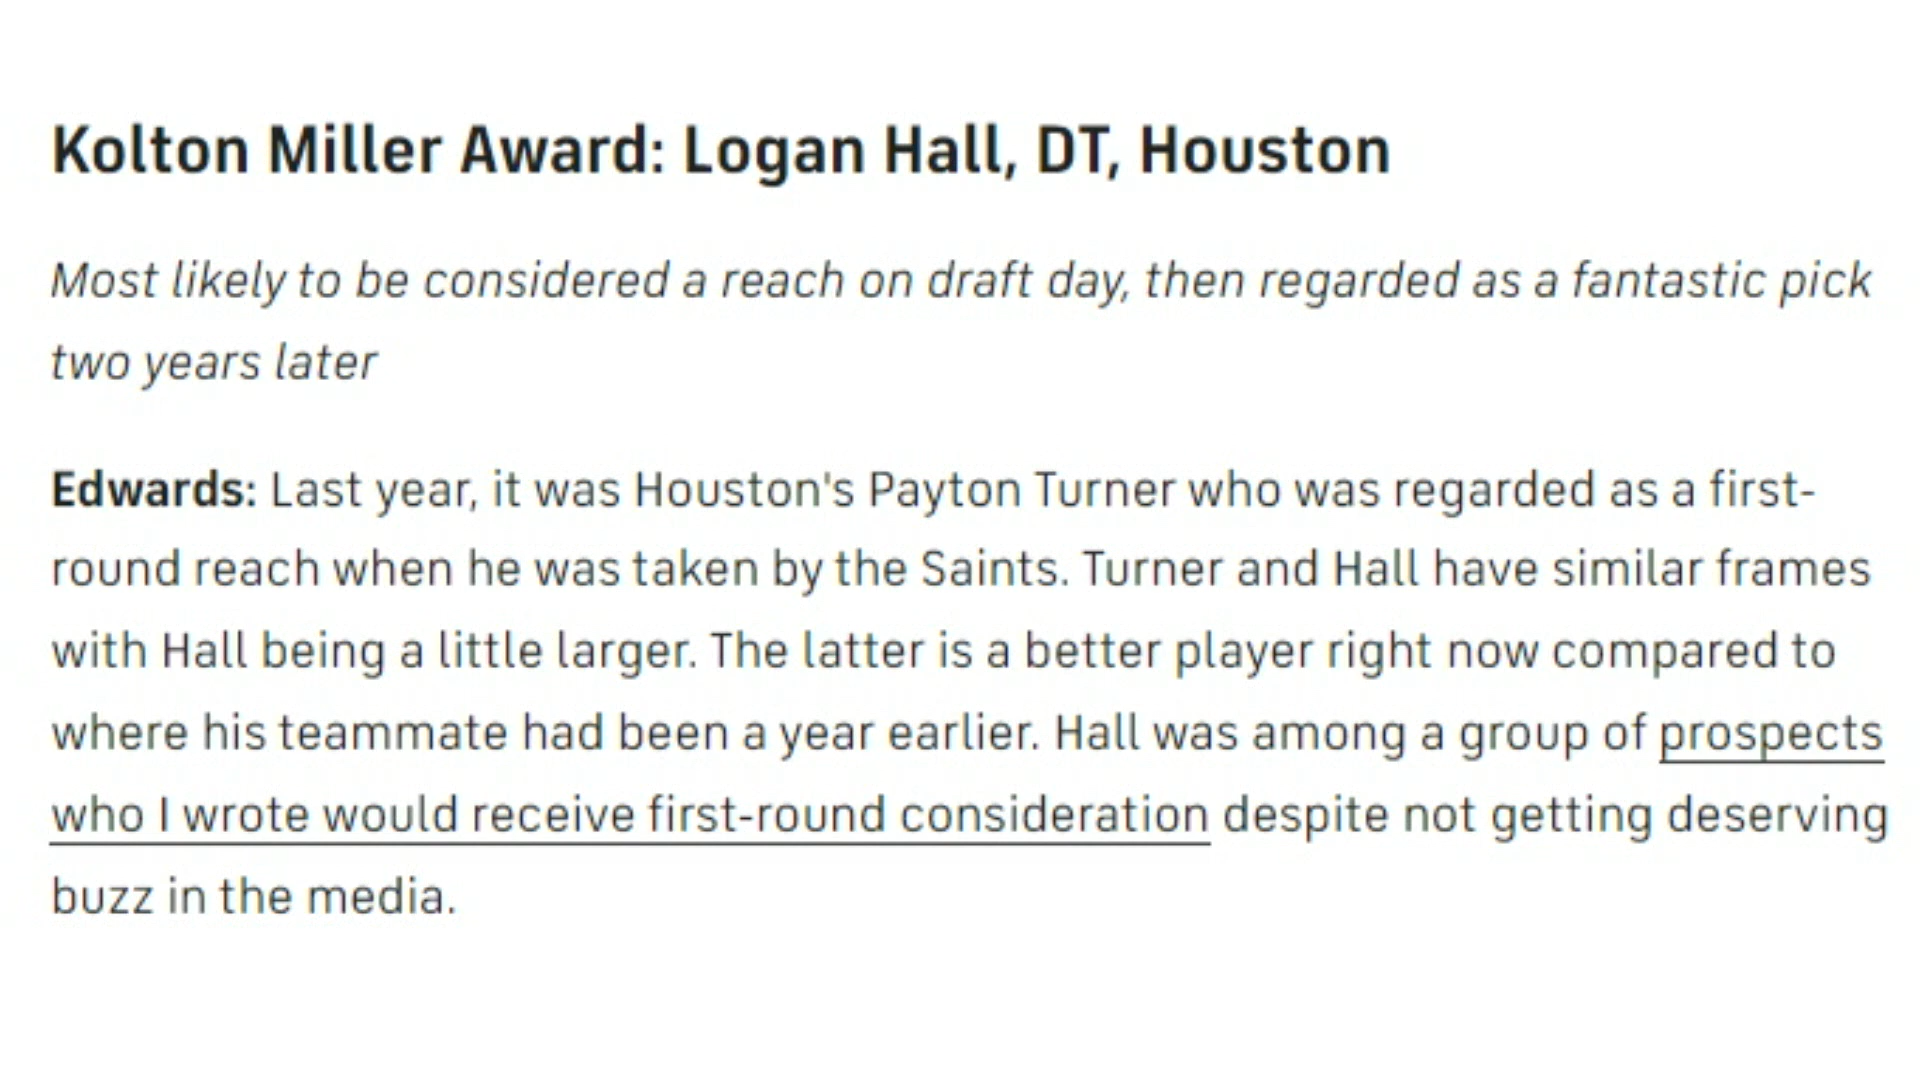 Kolton Miller Award: Logan Hall, DT, Houston
Most likely to be considered a reach on draft day, then regarded as a fantastic pick
two years later
Edwards: Last year, it was Houston's Payton Turner who was regarded as a first-
round reach when he was taken by the Saints. Turner and Hall have similar frames
with Hall being a little larger. The latter is a better player right now compared to
where his teammate had been a year earlier. Hall was among a group of prospects
who I wrote would receive first-round consideration despite not getting deserving
buzz in the media.